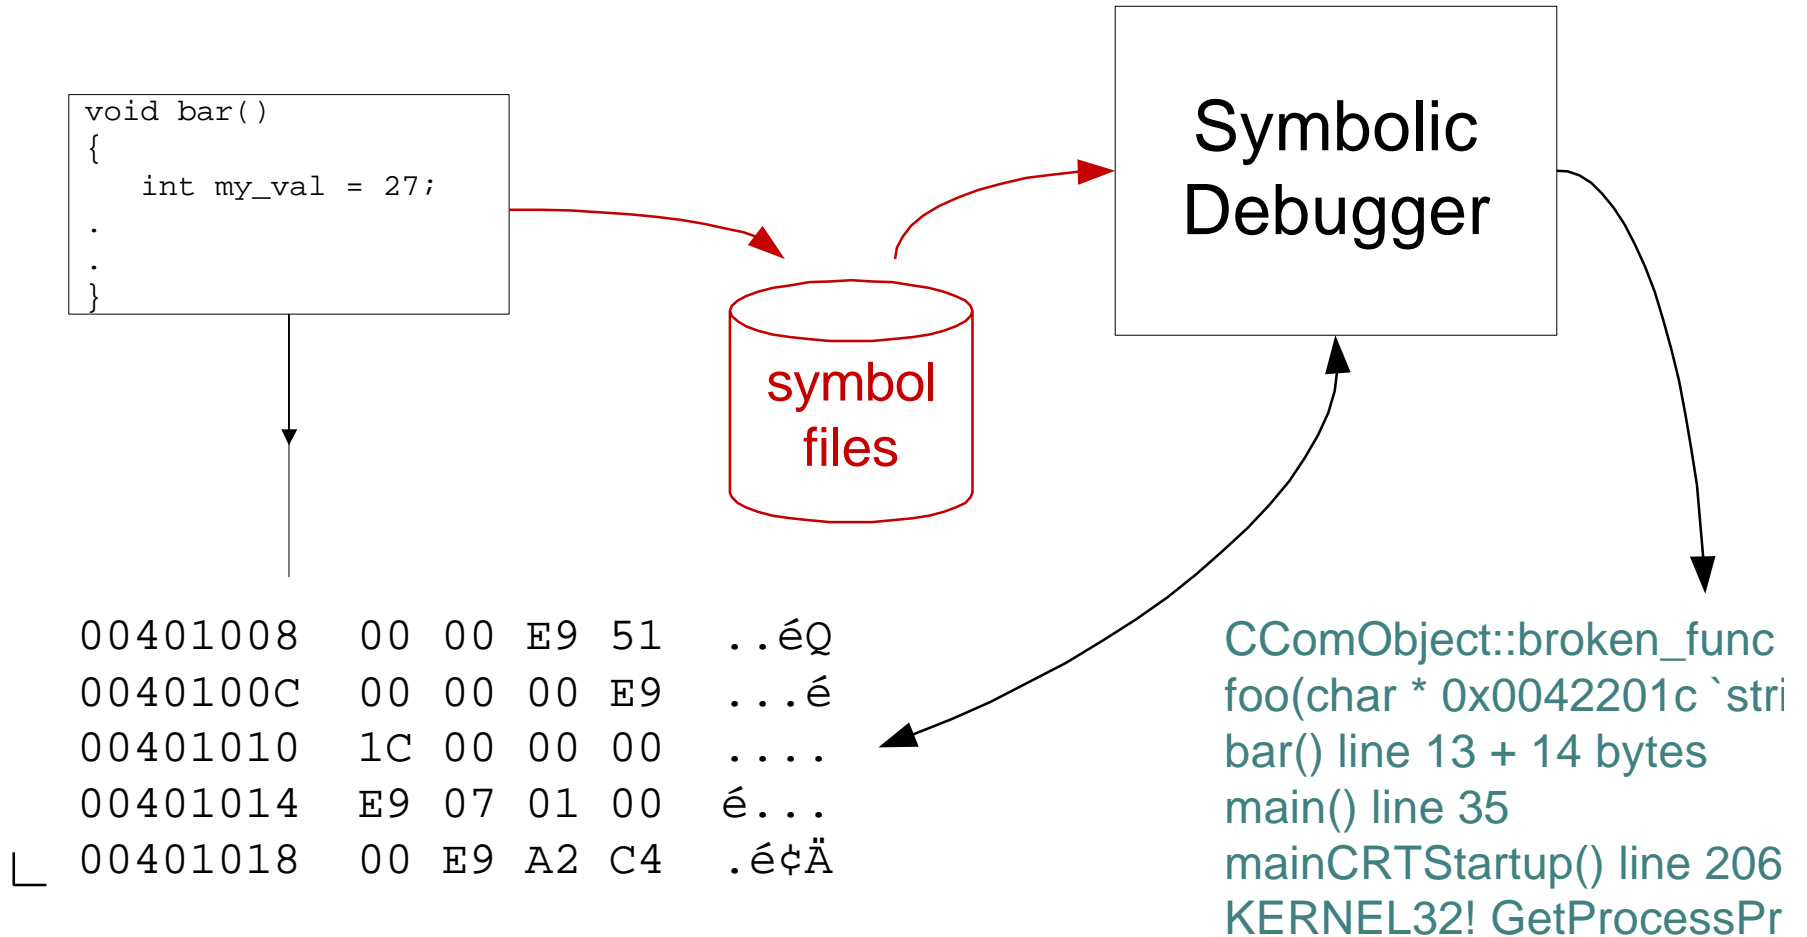 void bar()
{
int my_val = 27;
.
.
}
symbol
files
Symbolic
Debugger
00401008 00 00 E9 51 ..éQ
0040100C 00 00 00 E9 ...é
00401010 1C 00 00 00 ....
00401014 E9 07 01 00 é...
00401018 00 E9 A2 C4 .é¢Ä
CComObject::broken_func
foo(char * 0x0042201c `stri
bar() line 13 + 14 bytes
main() line 35
mainCRTStartup() line 206
KERNEL32! GetProcessPr